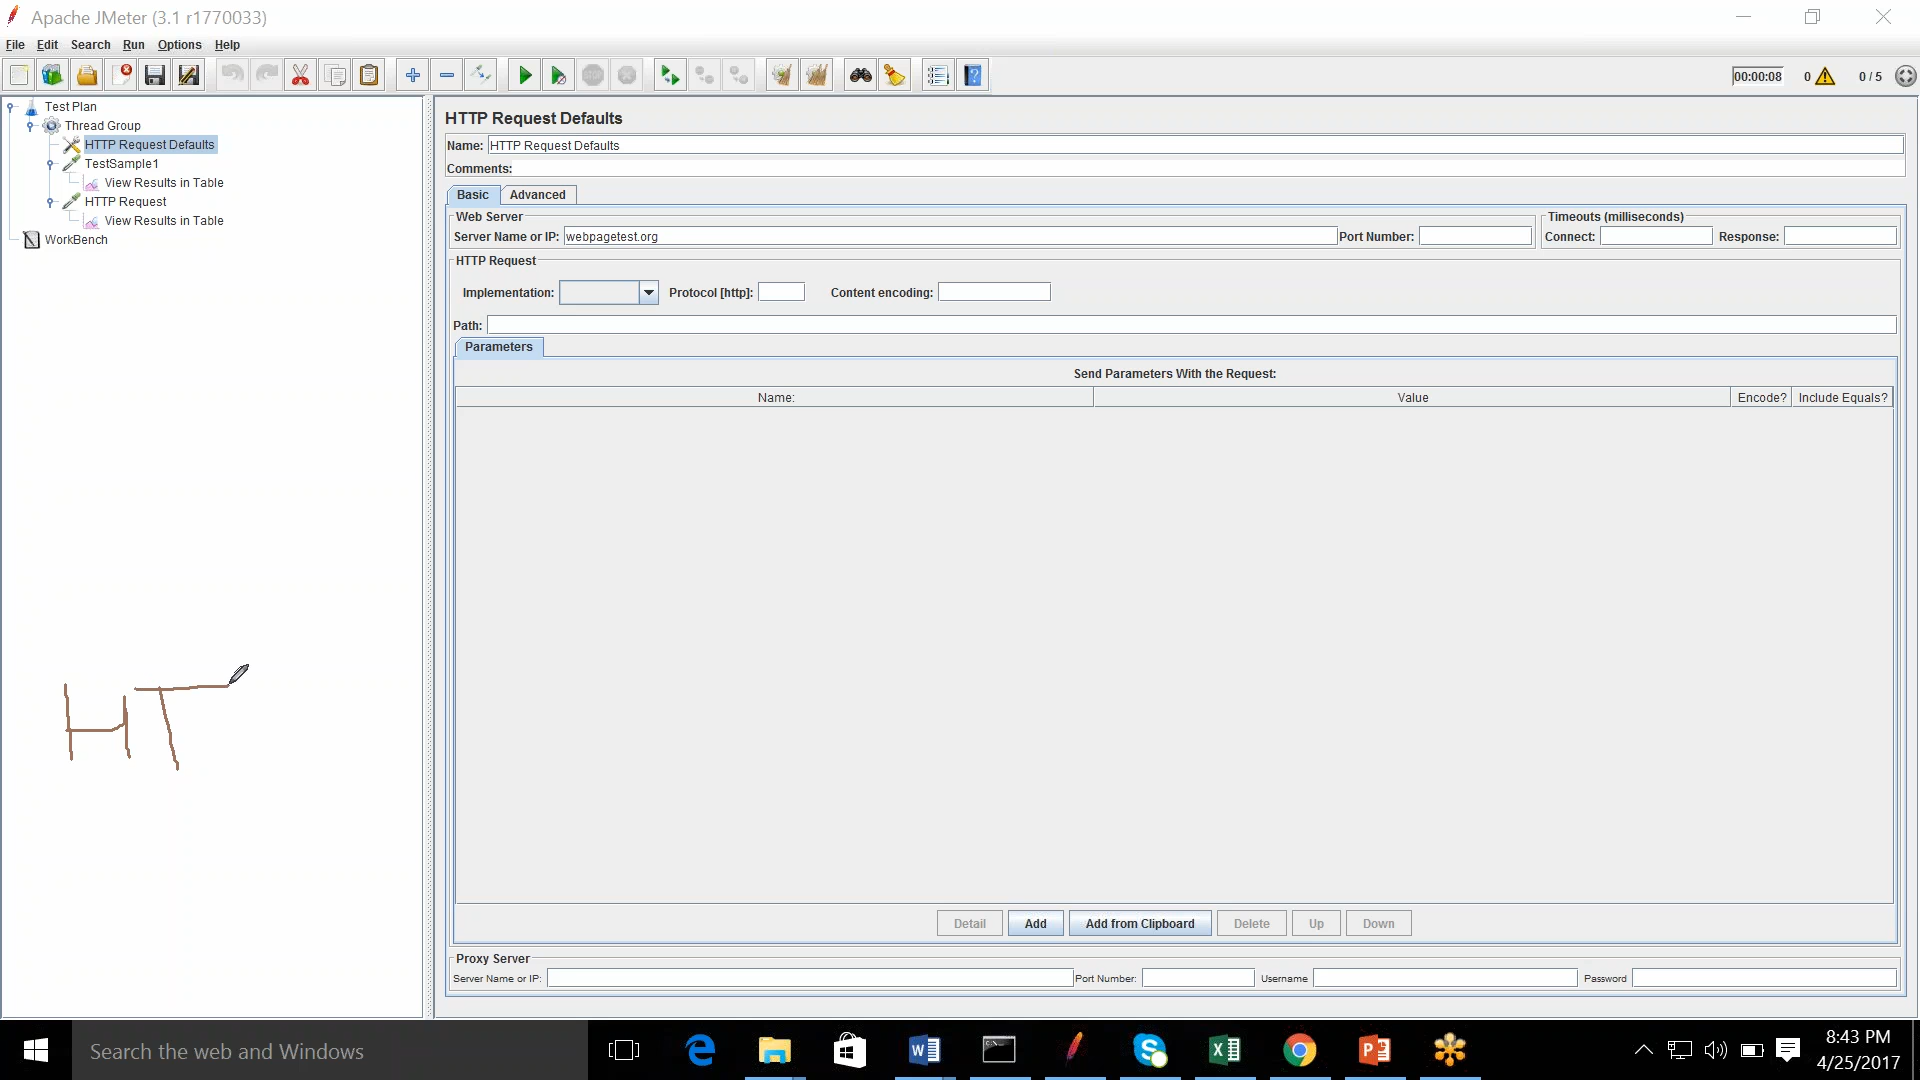 Apache JMeter (3.1 r1770033)
File Edit Search Run Options Help
00:00:08 0 0 / 5
Test Plan
Thread Group
HTTP Request Defaults
TestSample1
View Results in Table
HTTP Request
View Results in Table
WorkBench
HT
HTTP Request Defaults
Name: HTTP Request Defaults
Comments:
Basic Advanced
Web Server Timeouts (milliseconds)
Server Name or IP: webpagetest.org Port Number: Connect: Response:
HTTP Request
Implementation: Protocol [http]: Content encoding:
Path:
Parameters
Send Parameters With the Request:
Name: Value Encode? Include Equals?
Detail Add Add from Clipboard Delete Up Down
Proxy Server
Server Name or IP: Port Number: Username Password
Search the web and Windows
8:43 PM
4/25/2017